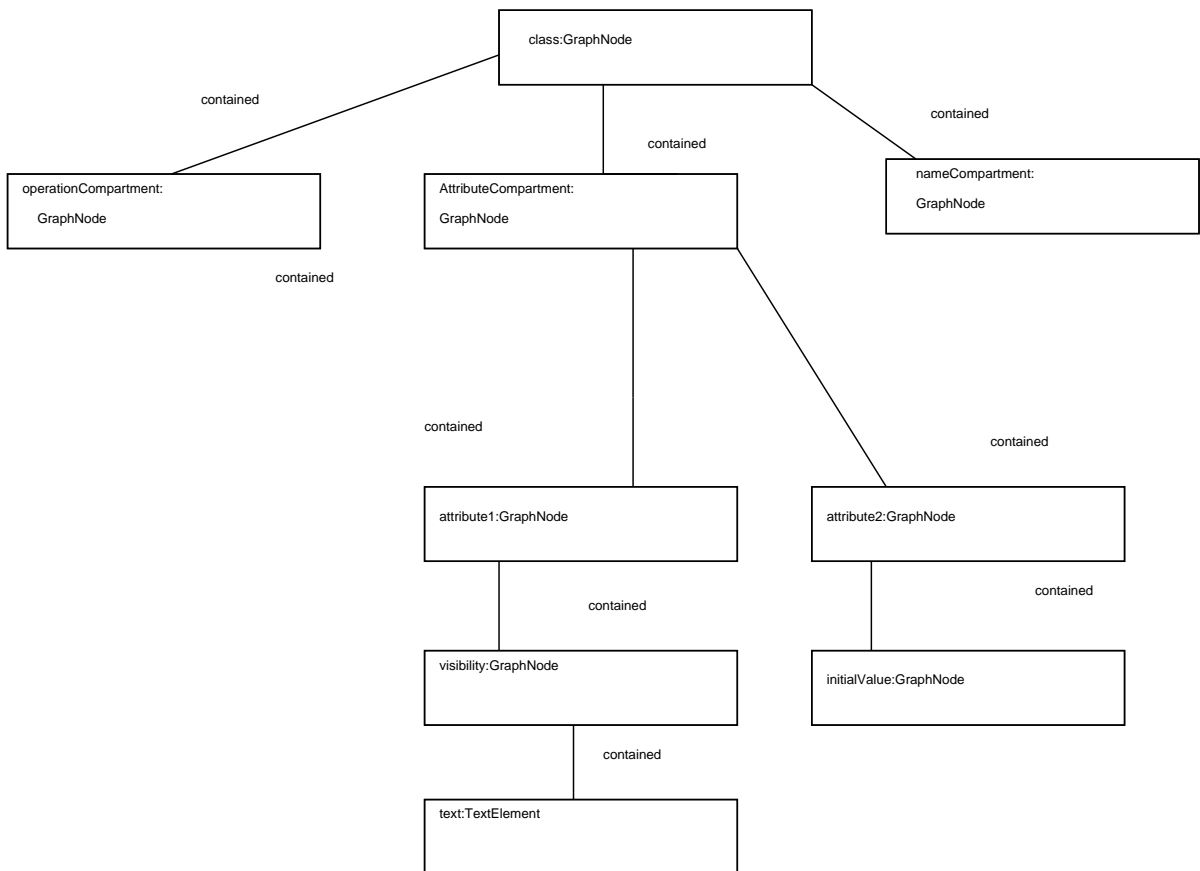 class:GraphNode
contained
contained
contained
operationCompartment:
GraphNode
AttributeCompartment:
GraphNode
nameCompartment:
GraphNode
contained
contained
contained
attribute1:GraphNode
attribute2:GraphNode
contained
contained
visibility:GraphNode
initialValue:GraphNode
contained
text:TextElement